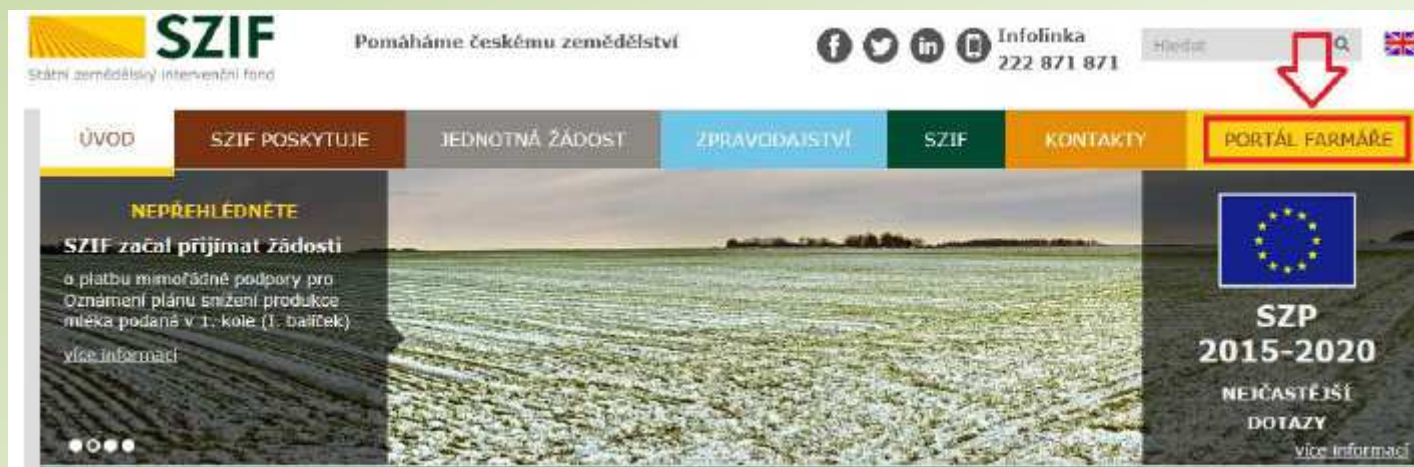 SZIF
Státní zemědělský intervenční fond
Pomáháme českému zemědělství
Infolinka
222 871 871
Hledat
ÚVOD
SZIF POSKYTUJE
JEDNOTNÁ ŽÁDOST
ZPRAVODAJSTVÍ
SZIF
KONTAKTY
PORTÁL FARMÁŘE
NEPŘEHLÉDNĚTE
SZIF začal přijímat žádosti
o platbu mimořádné podpory pro
Oznámení plánu snížení produkce
mléka podaná v 1. kole (I. balíček)
více informací
SZP
2015-2020
NEJČASTĚJŠÍ
DOTAZY
více informací